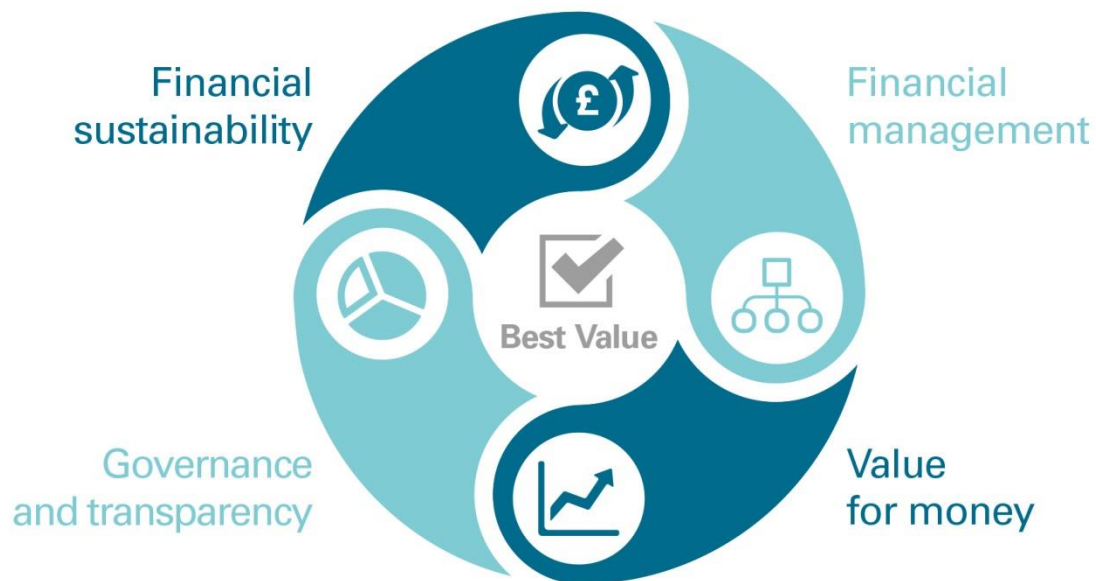 Financial
sustainability
Financial
management
£
Best Value
Governance
and transparency
Value
for money